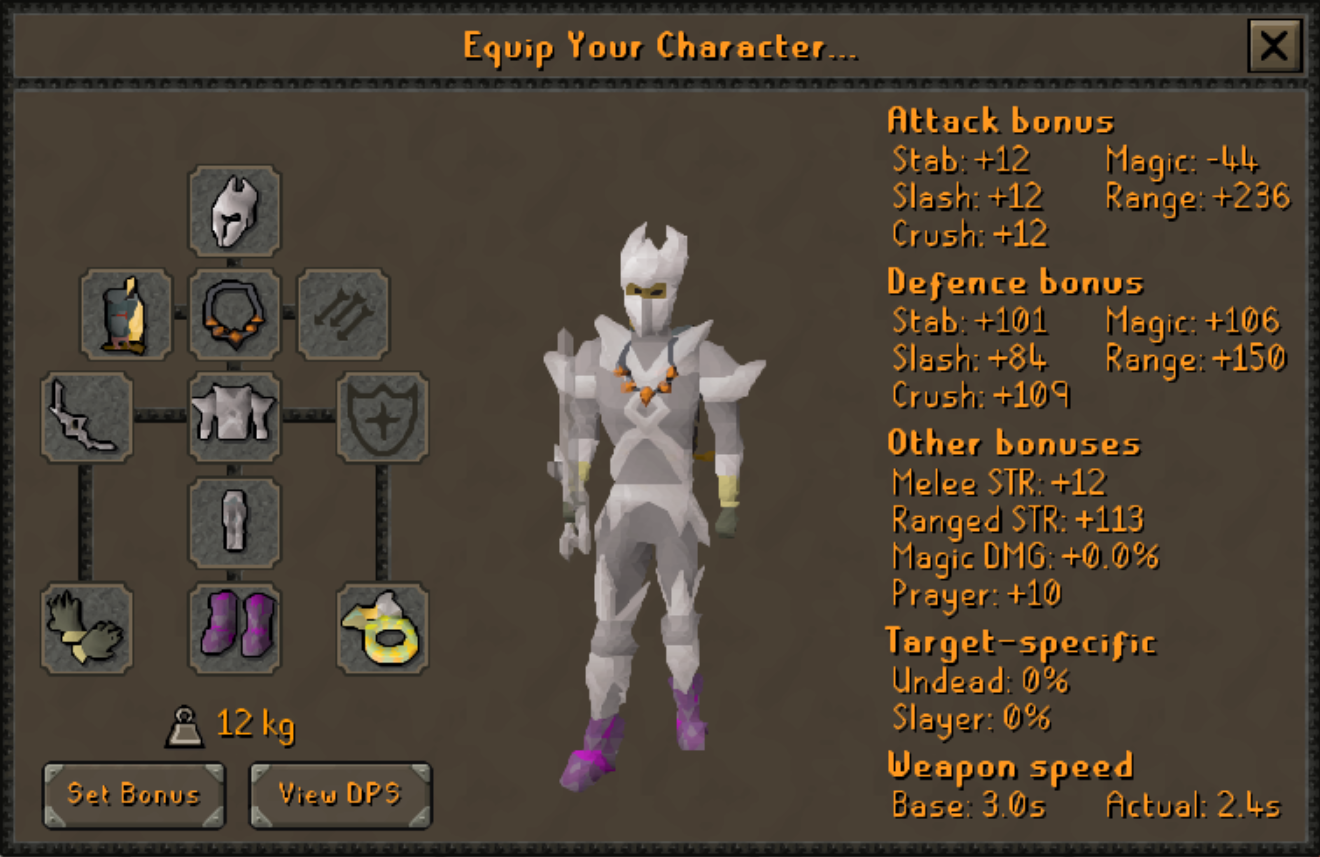 Equip Your Character...
Attack bonus
Stab: +12 Magic: -44
Slash: +12 Range: +236
Crush: +12
Defence bonus
Stab: +101 Magic: +106
Slash: +84 Range: +150
Crush: +109
Other bonuses
Melee STR: +12
Ranged STR: +113
Magic DMG: +0.0%
Prayer: +10
Target-specific
Undead: 0%
Slayer: 0%
Weapon speed
Base: 3.0s Actual: 2.4s
12 kg
Set Bonus View DPS